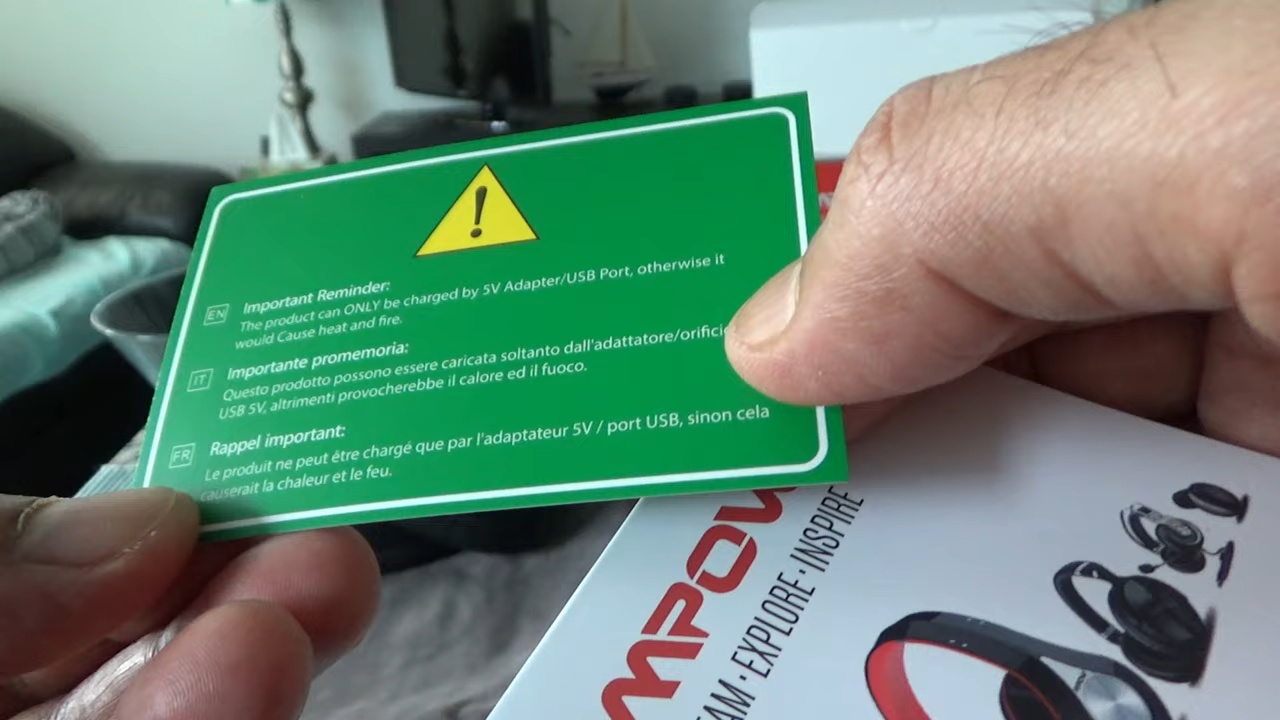 !
EN
Important Reminder:
The product can ONLY be charged by 5V Adapter/USB Port, otherwise it
would Cause heat and fire.
IT
Importante promemoria:
Questo prodotto possono essere caricata soltanto dall'adattatore/orific
USB 5V, altrimenti provocherebbe il calore ed il fuoco.
FR
Rappel important:
Le produit ne peut être chargé que par l'adaptateur 5V / port USB, sinon cela
causerait la chaleur et le feu.
MPOW
EAM·EXPLORE·INSPIRE